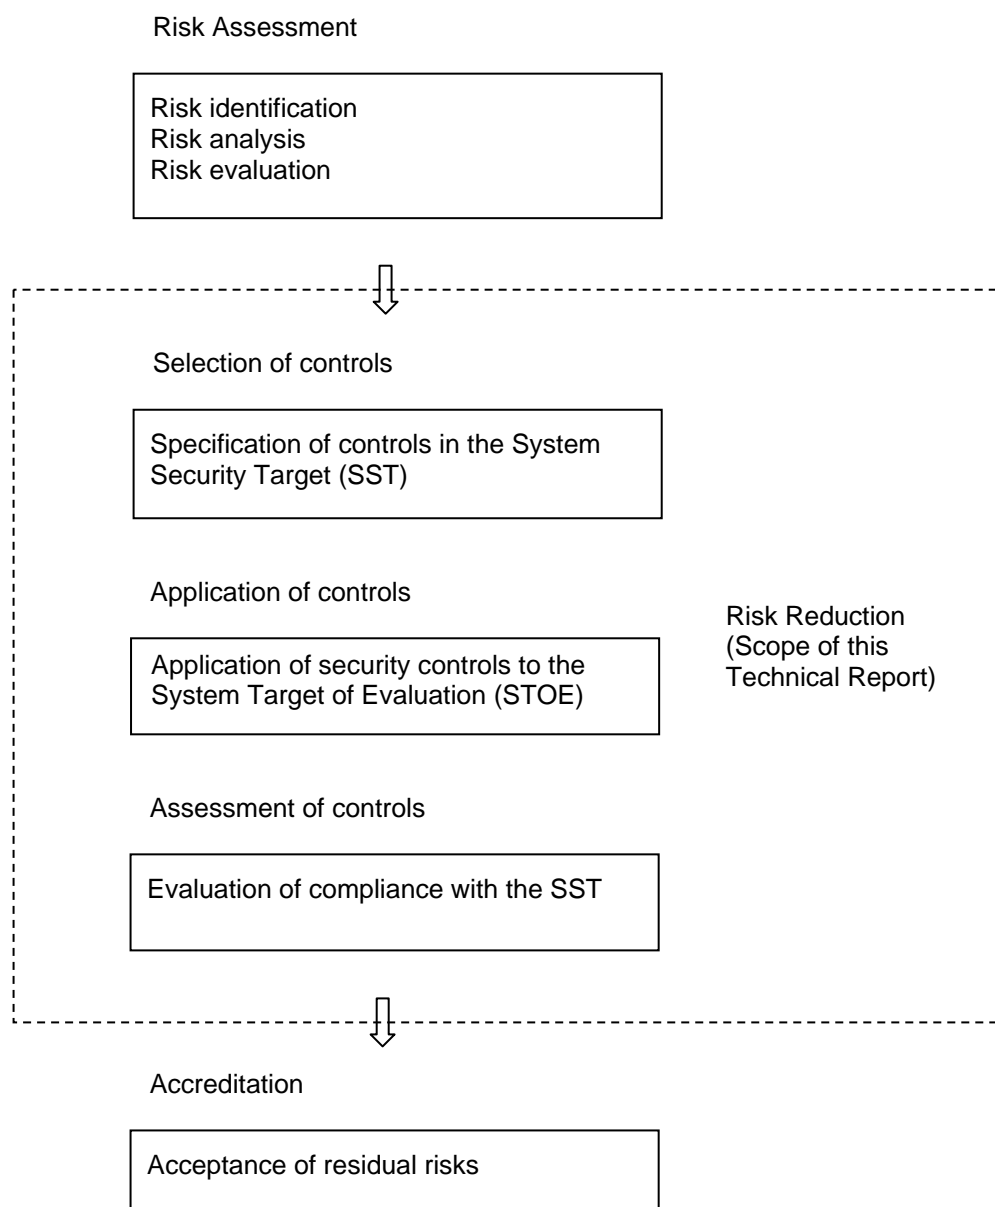 Risk Assessment
Risk identification
Risk analysis
Risk evaluation
Selection of controls
Specification of controls in the System
Security Target (SST)
Application of controls
Application of security controls to the
System Target of Evaluation (STOE)
Risk Reduction
(Scope of this
Technical Report)
Assessment of controls
Evaluation of compliance with the SST
Accreditation
Acceptance of residual risks